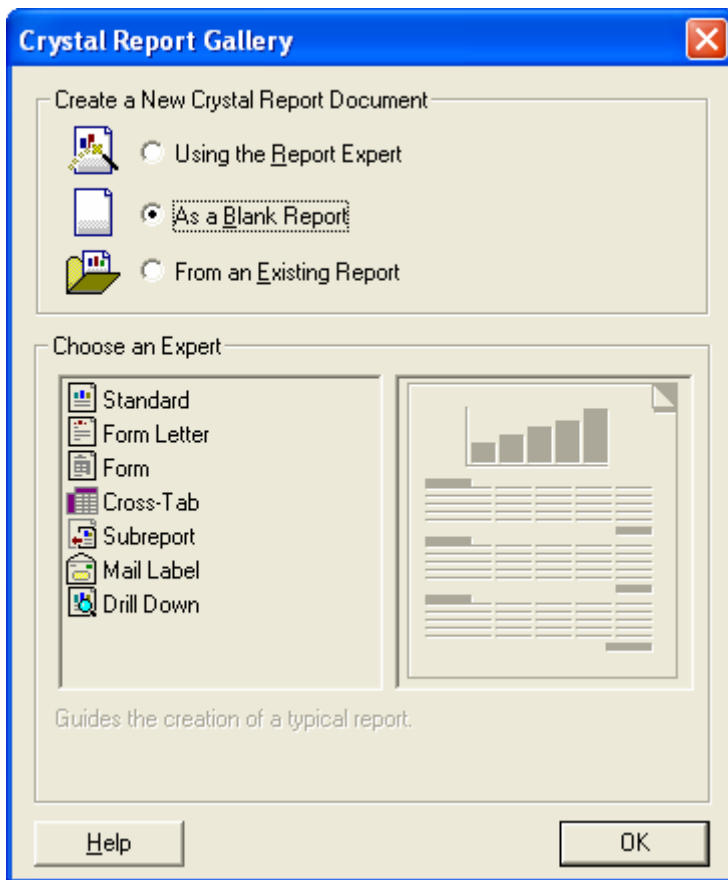 Crystal Report Gallery
Create a New Crystal Report Document
Using the Report Expert
As a Blank Report
From an Existing Report
Choose an Expert
Standard
Form Letter
Form
Cross-Tab
Subreport
Mail Label
Drill Down
Guides the creation of a typical report.
Help
OK